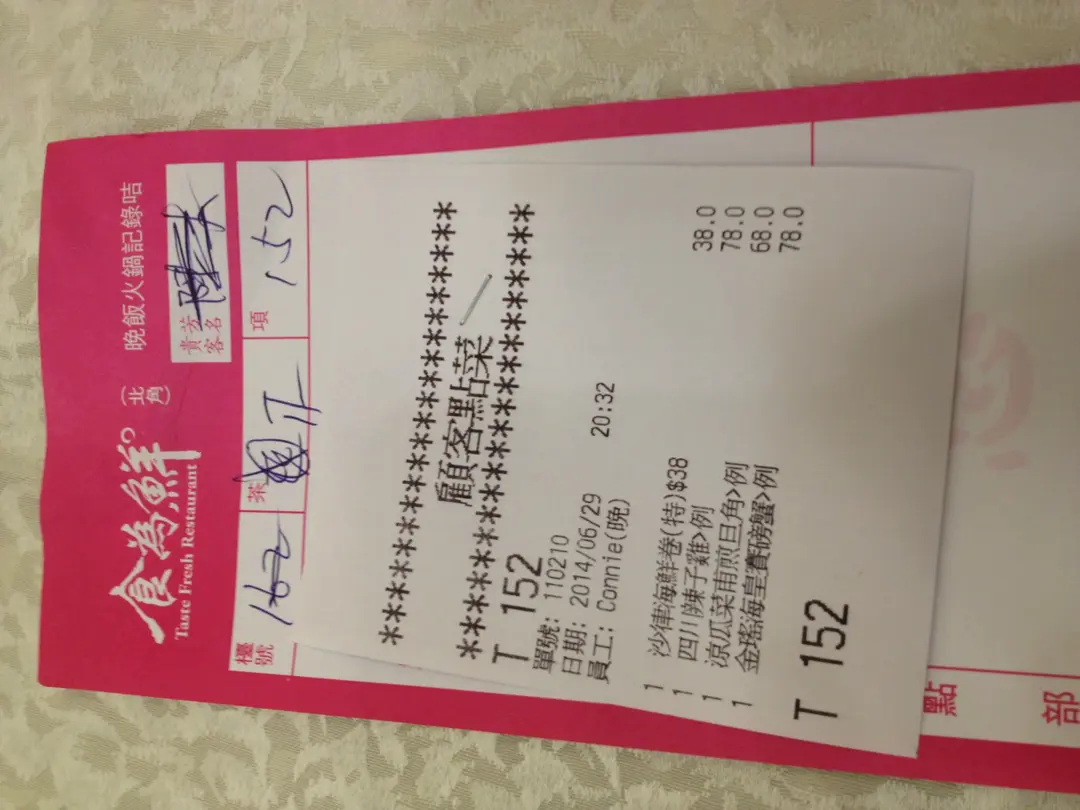 食為鮮 (北角) 晚飯火鍋記錄咭
Taste Fresh Restaurant
貴客芳名
檯號 162 茶 項 152
**************************
顧客點菜
**************************
T 152
單號: 110210
日期: 2014/06/29 20:32
員工: Connie(晚)
1 沙律海鮮卷(特)$38 38.0
1 四川辣子雞>例 78.0
1 涼瓜菜甫煎旦角>例 68.0
1 金瑤海皇賽螃蟹>例 78.0
T 152
點
部